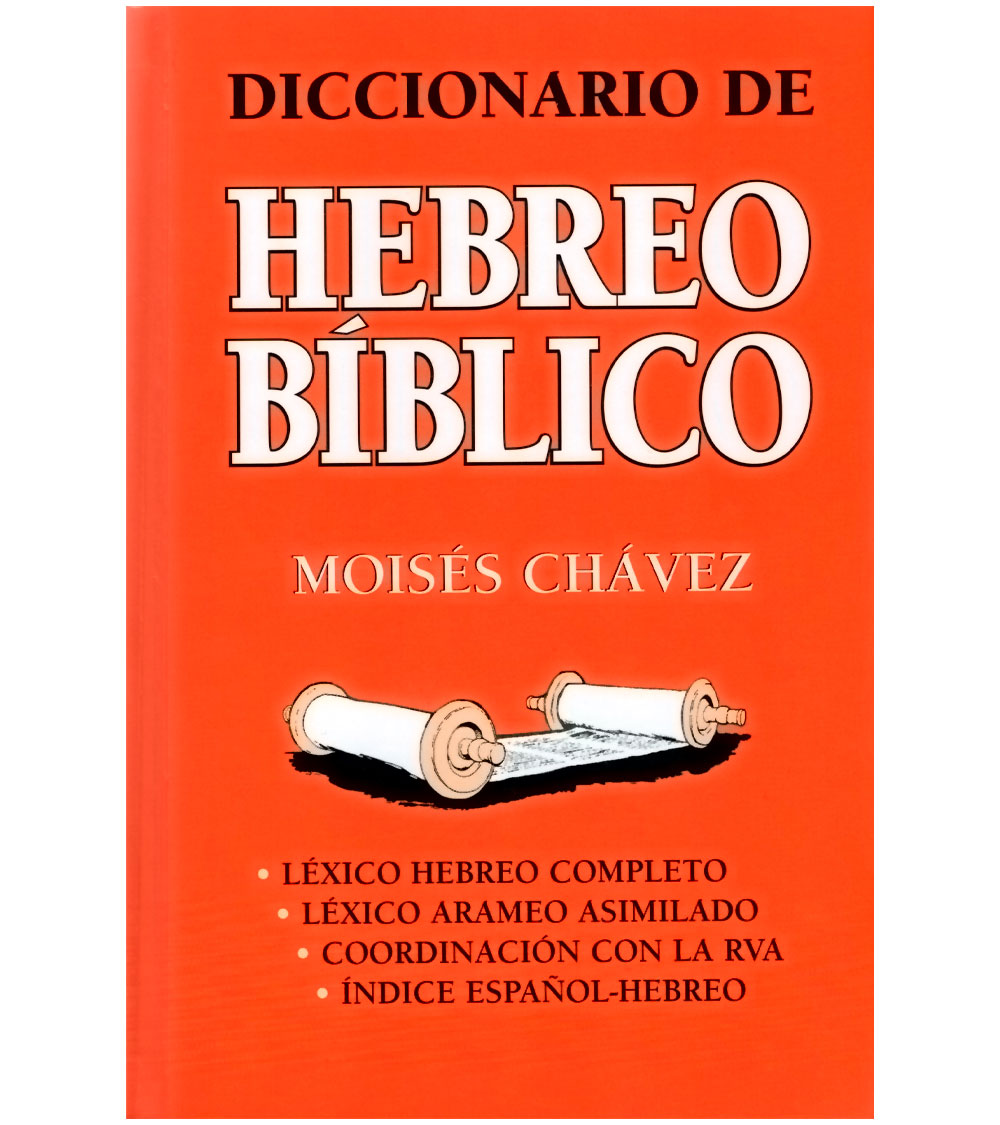 DICCIONARIO DE
HEBREO
BÍBLICO
MOISÉS CHÁVEZ
• LÉXICO HEBREO COMPLETO
• LÉXICO ARAMEO ASIMILADO
• COORDINACIÓN CON LA RVA
• ÍNDICE ESPAÑOL-HEBREO